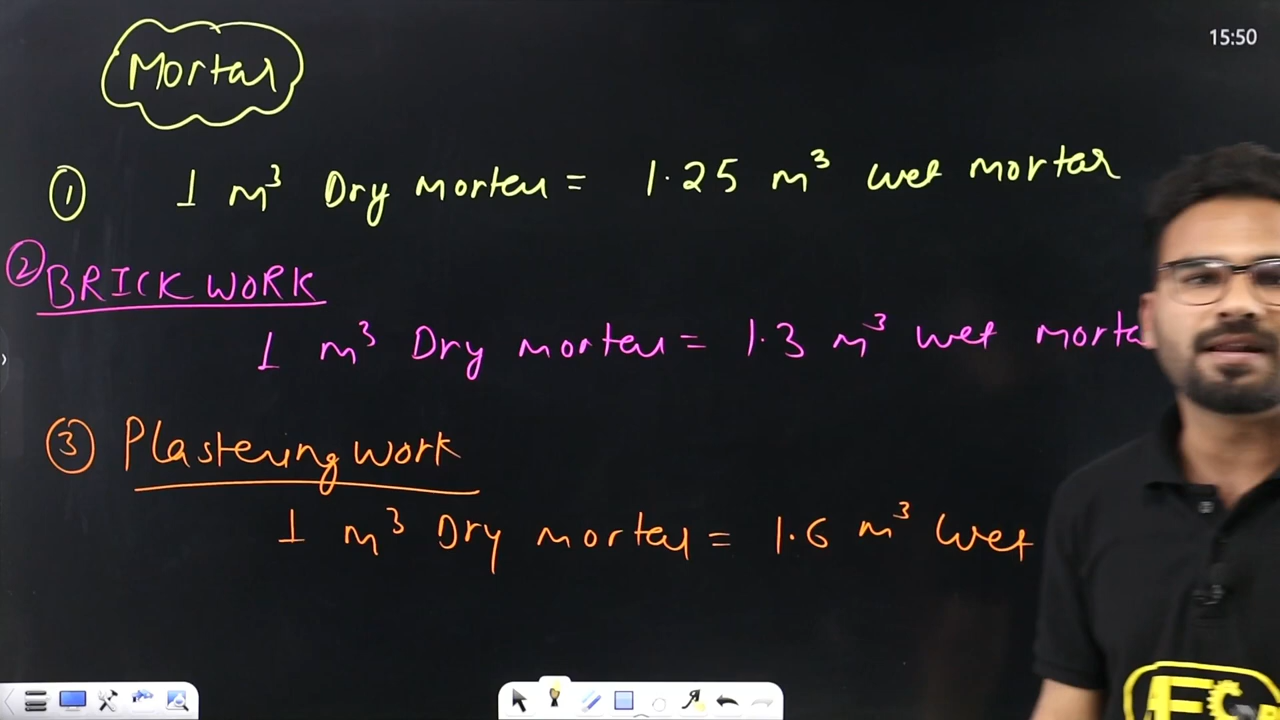 15:50
Mortar
① 1 m³ Dry mortar = 1.25 m³ wet mortar
② BRICK WORK
1 m³ Dry mortar = 1.3 m³ wet morta
③ Plastering work
1 m³ Dry mortar = 1.6 m³ wet